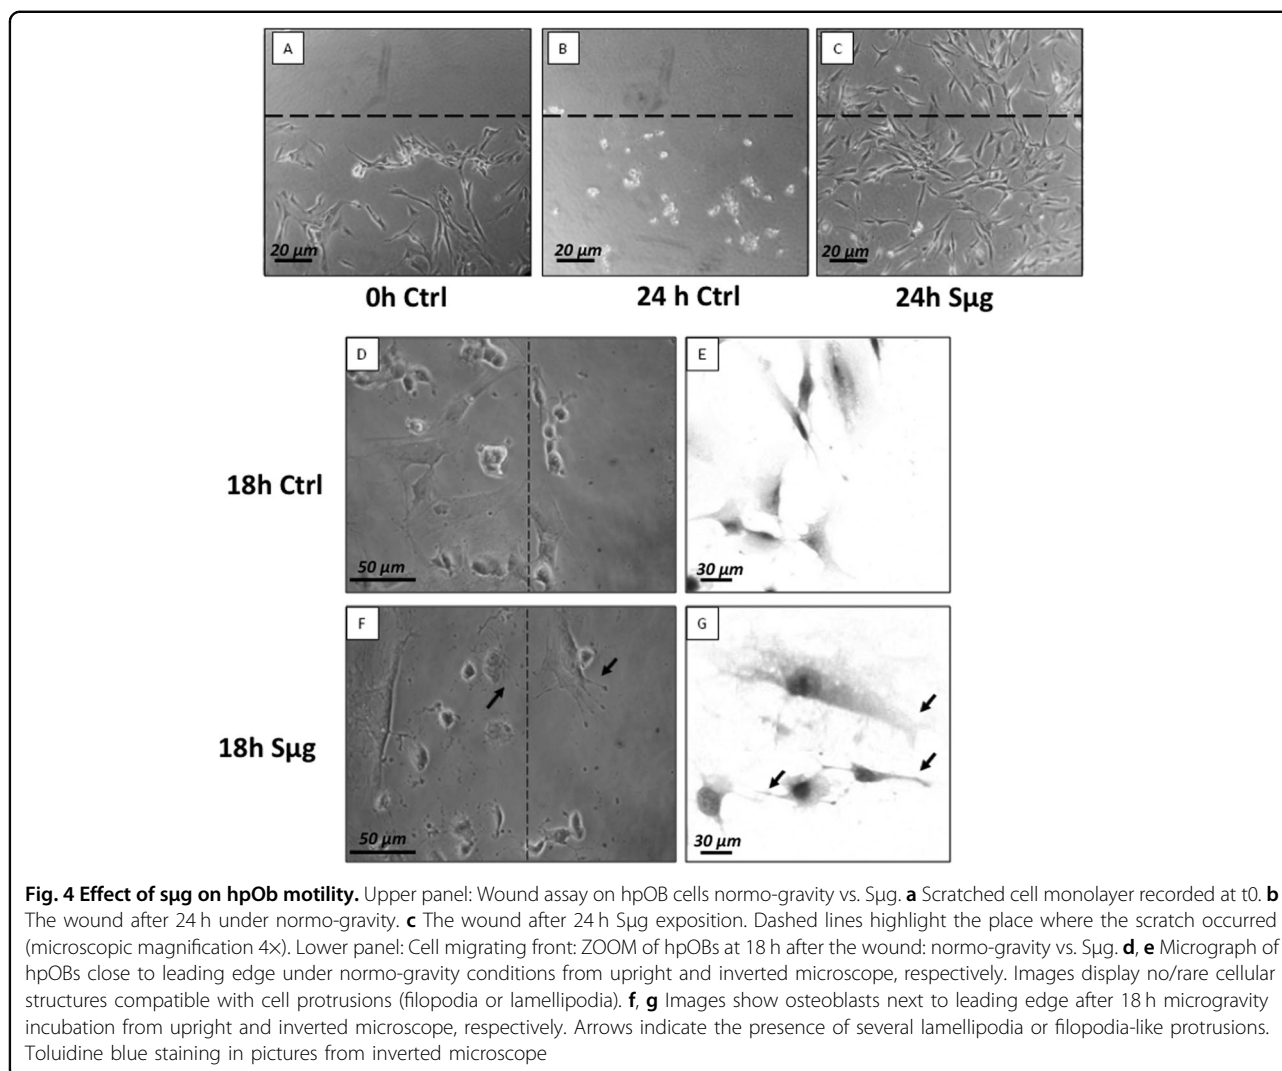 A
B
C
20 µm
20 µm
20 µm
0h Ctrl
24 h Ctrl
24h Sµg
D
E
18h Ctrl
50 µm
30 µm
F
G
18h Sµg
50 µm
30 µm
Fig. 4 Effect of sµg on hpOb motility. Upper panel: Wound assay on hpOB cells normo-gravity vs. Sµg. a Scratched cell monolayer recorded at t0. b
The wound after 24 h under normo-gravity. c The wound after 24 h Sµg exposition. Dashed lines highlight the place where the scratch occurred
(microscopic magnification 4×). Lower panel: Cell migrating front: ZOOM of hpOBs at 18 h after the wound: normo-gravity vs. Sµg. d, e Micrograph of
hpOBs close to leading edge under normo-gravity conditions from upright and inverted microscope, respectively. Images display no/rare cellular
structures compatible with cell protrusions (filopodia or lamellipodia). f, g Images show osteoblasts next to leading edge after 18 h microgravity
incubation from upright and inverted microscope, respectively. Arrows indicate the presence of several lamellipodia or filopodia-like protrusions.
Toluidine blue staining in pictures from inverted microscope